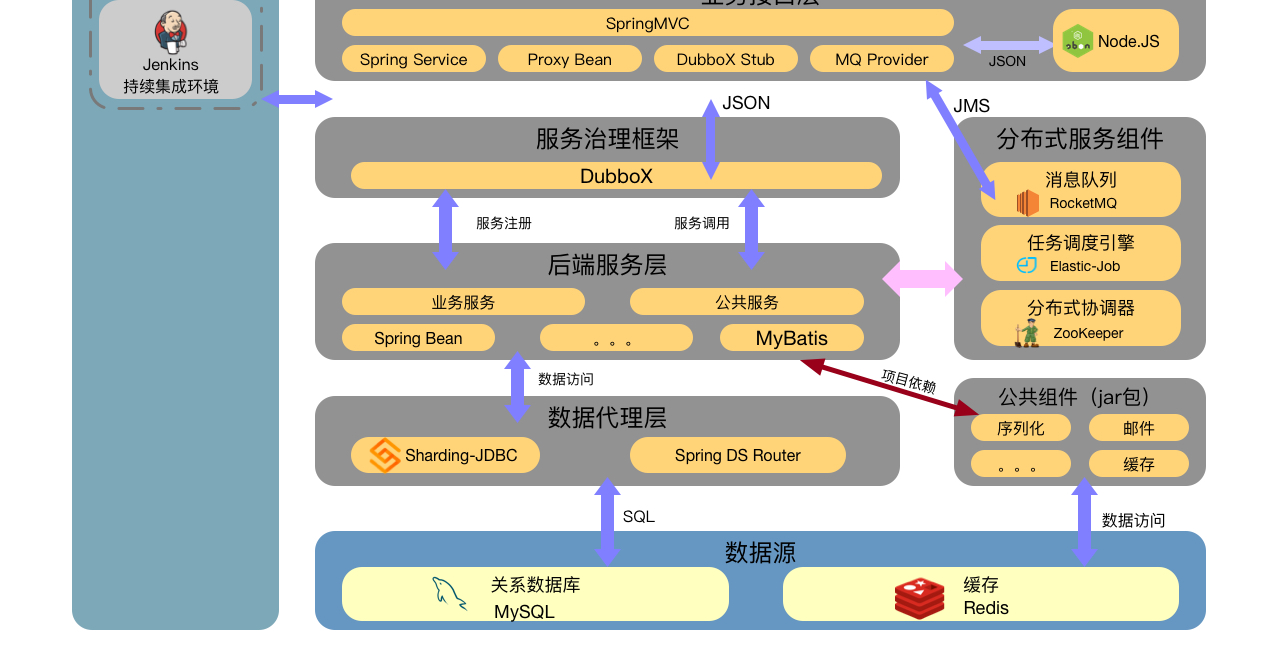 业务接口层
Jenkins
持续集成环境
SpringMVC
Spring Service
Proxy Bean
DubboX Stub
MQ Provider
JSON
Node.JS
JSON
JMS
服务治理框架
DubboX
服务注册
服务调用
后端服务层
业务服务
公共服务
Spring Bean
。。。
MyBatis
数据访问
数据代理层
Sharding-JDBC
Spring DS Router
SQL
分布式服务组件
消息队列
RocketMQ
任务调度引擎
Elastic-Job
分布式协调器
ZooKeeper
项目依赖
公共组件（jar包）
序列化
邮件
。。。
缓存
数据访问
数据源
关系数据库
MySQL
缓存
Redis